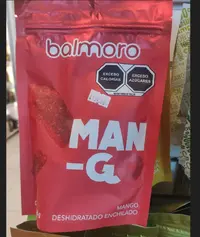 balmoro
EXCESO CALORÍAS
EXCESO AZÚCARES
MAN
-G
MANGO
DESHIDRATADO ENCHILADO.